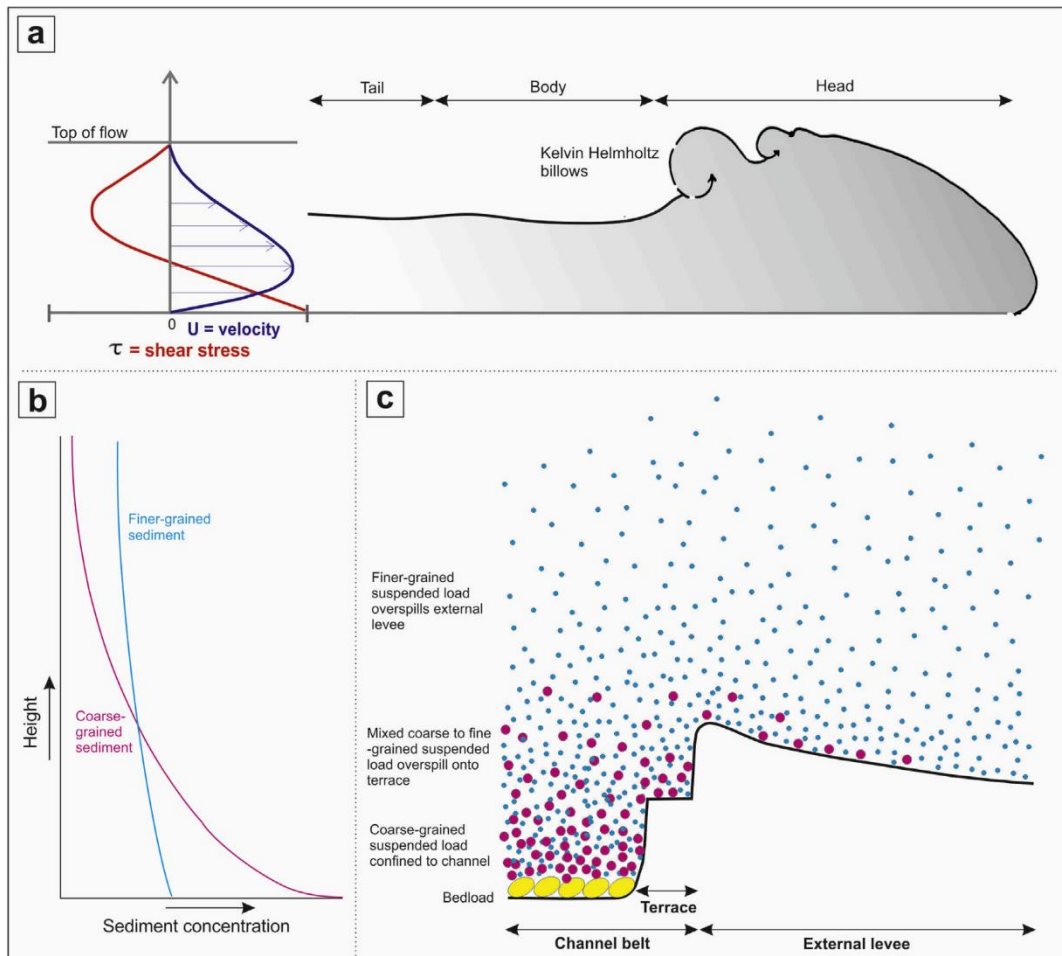 a
Tail
Body
Head
Top of flow
Kelvin Helmholtz
billows
0
U = velocity
τ = shear stress
b
Finer-grained
sediment
Coarse-
grained
sediment
Height
Sediment concentration
c
Finer-grained
suspended load
overspills external
levee
Mixed coarse to fine
-grained suspended
load overspill onto
terrace
Coarse-grained
suspended load
confined to channel
Bedload
Terrace
Channel belt
External levee